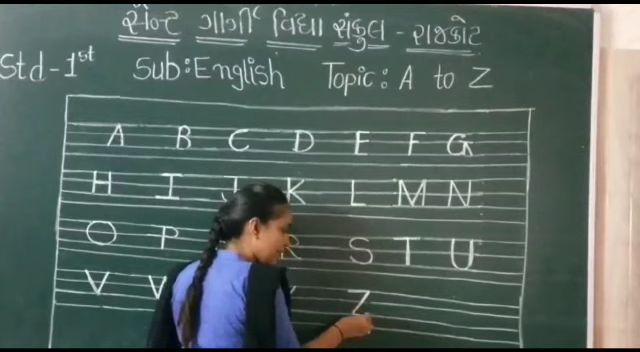 સેન્ટ ગાર્ગી વિદ્યા સંકુલ - રાજકોટ
Std-1st Sub:English Topic: A to Z
A B C D E F G
H I J K L M N
O P R S T U
V Z